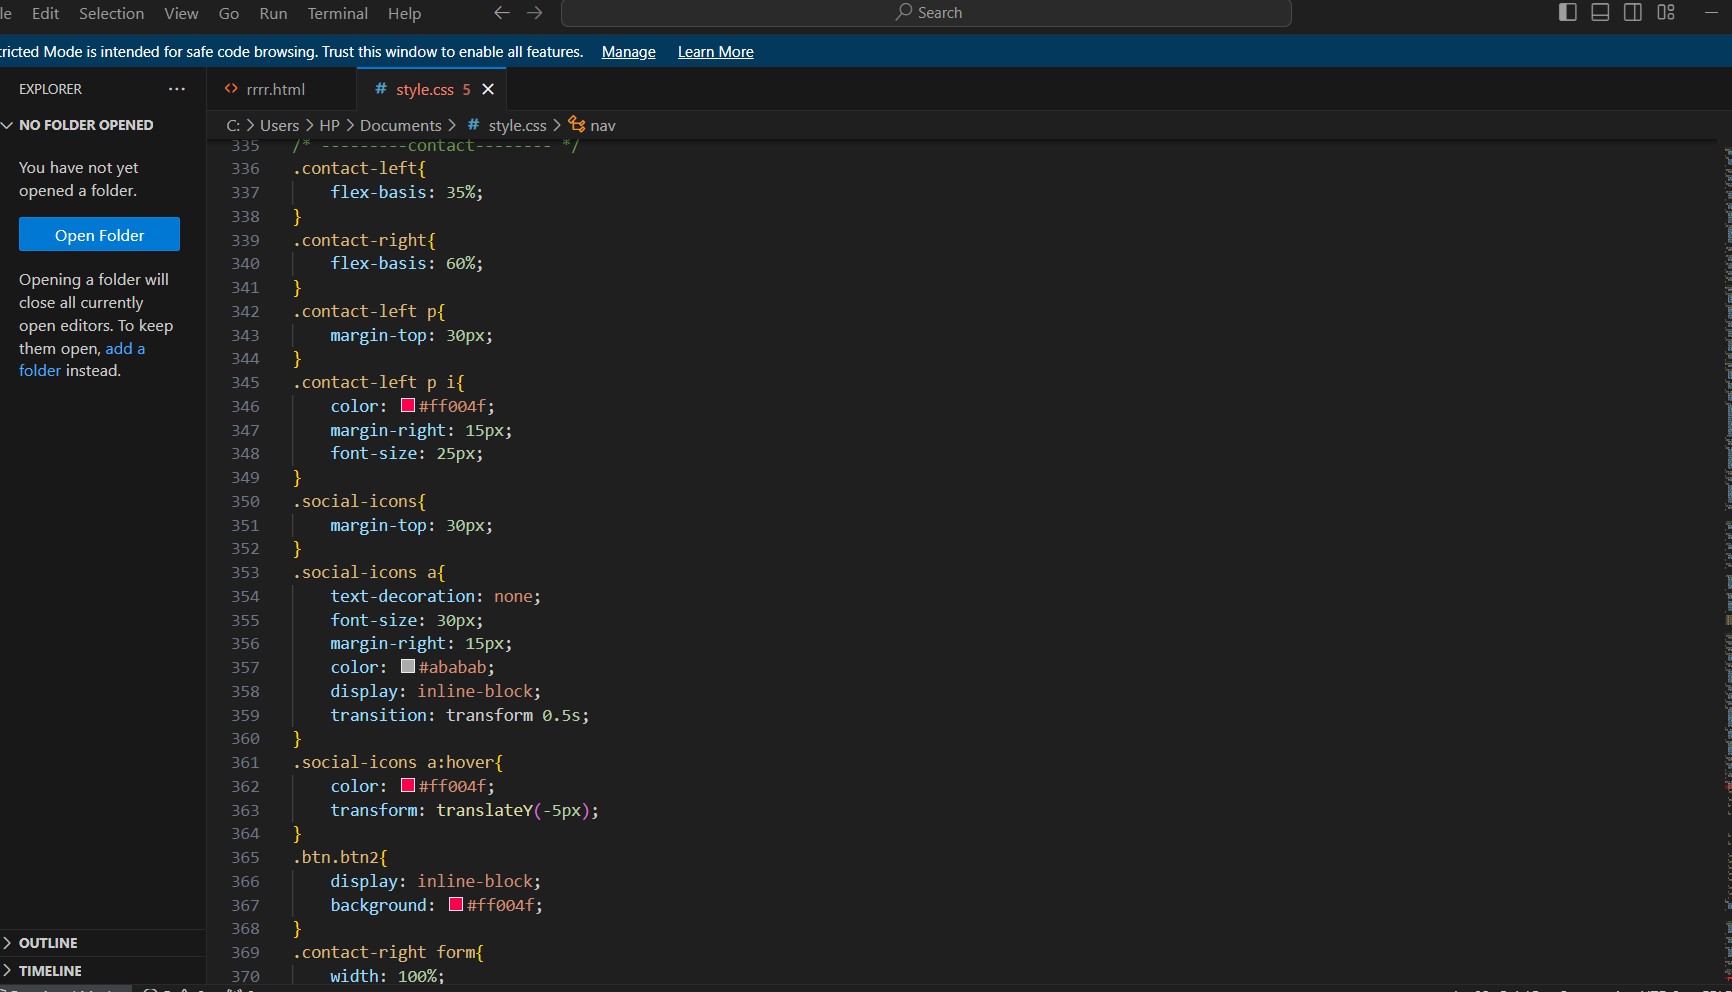 Edit Selection View Go Run Terminal Help Search
tricted Mode is intended for safe code browsing. Trust this window to enable all features. Manage Learn More
EXPLORER ···
NO FOLDER OPENED
You have not yet
opened a folder.
Open Folder
Opening a folder will
close all currently
open editors. To keep
them open, add a
folder instead.
OUTLINE
TIMELINE
<> rrrr.html # style.css 5
C: > Users > HP > Documents > # style.css > nav
335 /* ---------contact-------- */
336 .contact-left{
337 flex-basis: 35%;
338 }
339 .contact-right{
340 flex-basis: 60%;
341 }
342 .contact-left p{
343 margin-top: 30px;
344 }
345 .contact-left p i{
346 color: #ff004f;
347 margin-right: 15px;
348 font-size: 25px;
349 }
350 .social-icons{
351 margin-top: 30px;
352 }
353 .social-icons a{
354 text-decoration: none;
355 font-size: 30px;
356 margin-right: 15px;
357 color: #ababab;
358 display: inline-block;
359 transition: transform 0.5s;
360 }
361 .social-icons a:hover{
362 color: #ff004f;
363 transform: translateY(-5px);
364 }
365 .btn.btn2{
366 display: inline-block;
367 background: #ff004f;
368 }
369 .contact-right form{
370 width: 100%;